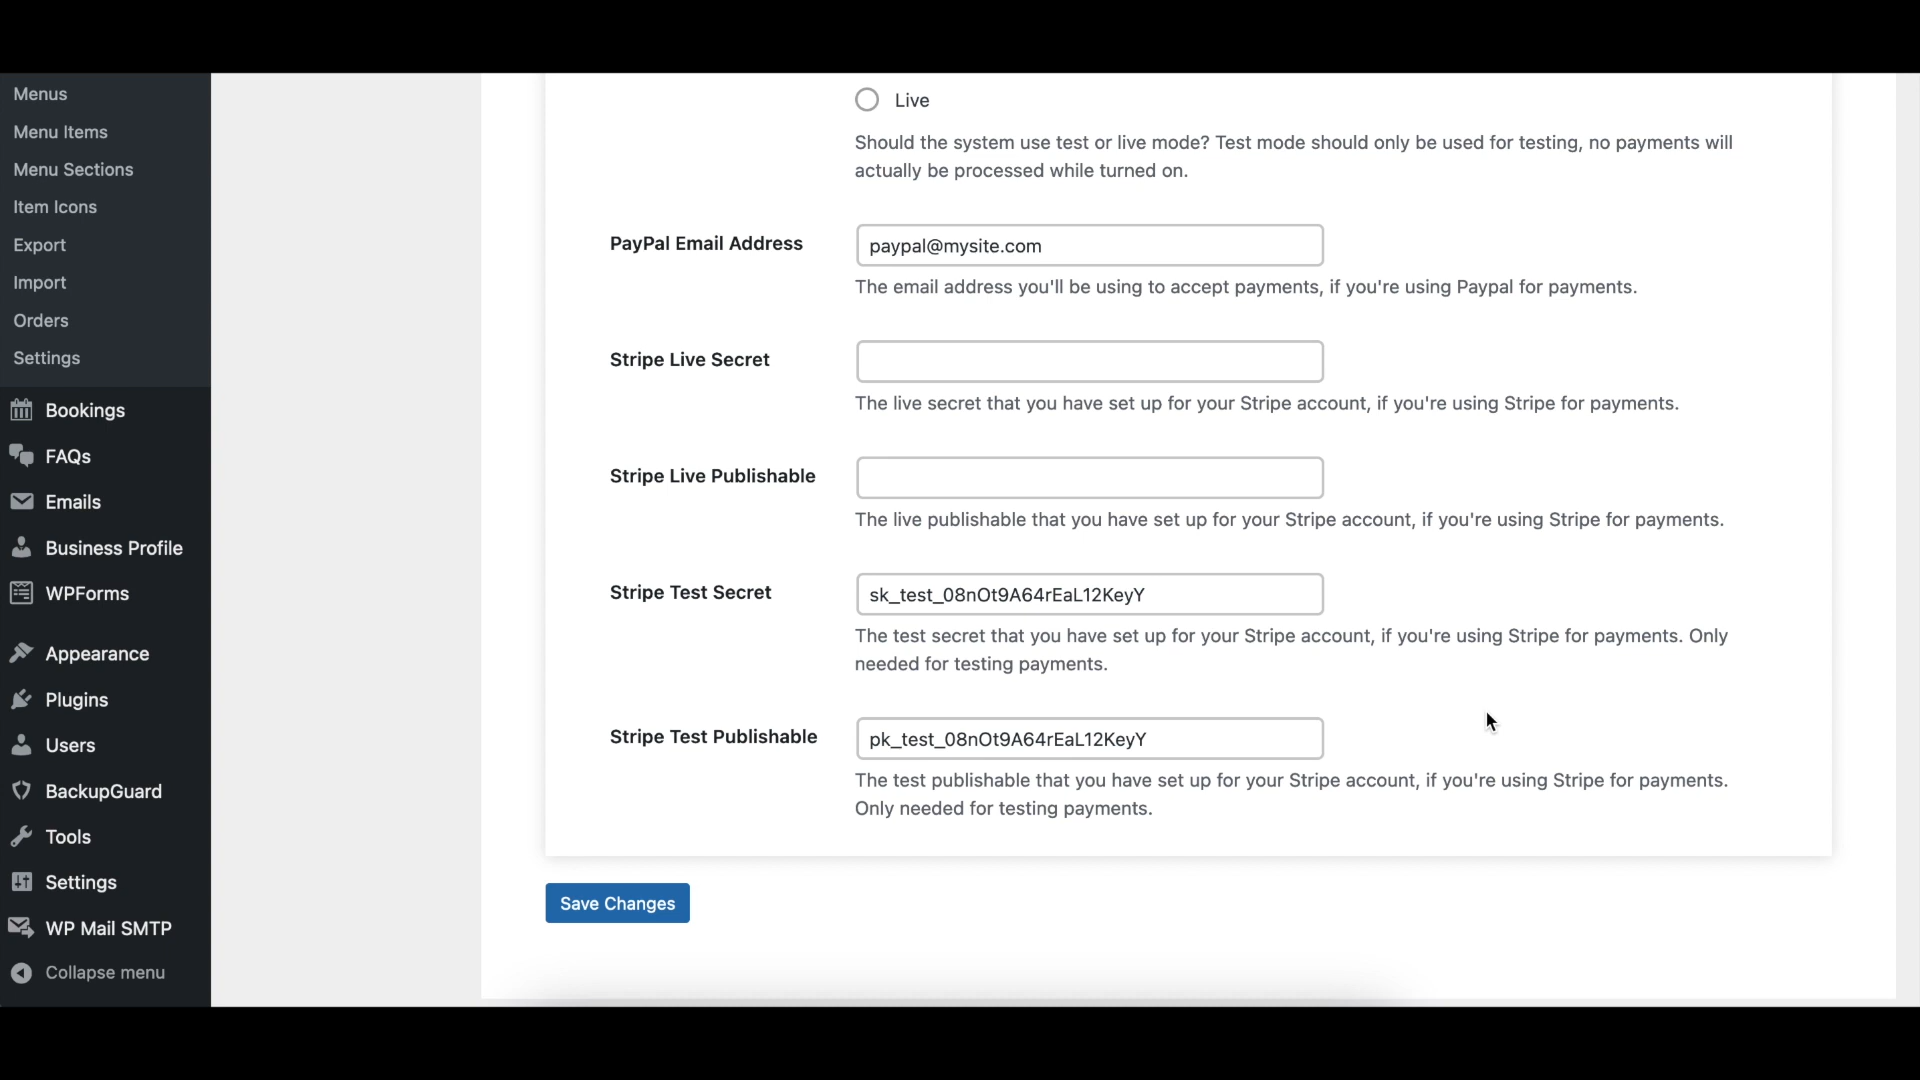 Menus
Menu Items
Menu Sections
Item Icons
Export
Import
Orders
Settings
Bookings
FAQs
Emails
Business Profile
WPForms
Appearance
Plugins
Users
BackupGuard
Tools
Settings
WP Mail SMTP
Collapse menu
Live
Should the system use test or live mode? Test mode should only be used for testing, no payments will
actually be processed while turned on.
PayPal Email Address
paypal@mysite.com
The email address you'll be using to accept payments, if you're using Paypal for payments.
Stripe Live Secret
The live secret that you have set up for your Stripe account, if you're using Stripe for payments.
Stripe Live Publishable
The live publishable that you have set up for your Stripe account, if you're using Stripe for payments.
Stripe Test Secret
sk_test_08nOt9A64rEaL12KeyY
The test secret that you have set up for your Stripe account, if you're using Stripe for payments. Only
needed for testing payments.
Stripe Test Publishable
pk_test_08nOt9A64rEaL12KeyY
The test publishable that you have set up for your Stripe account, if you're using Stripe for payments.
Only needed for testing payments.
Save Changes